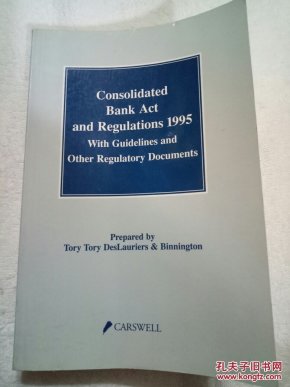 Consolidated
Bank Act
and Regulations 1995
With Guidelines and
Other Regulatory Documents
Prepared by
Tory Tory DesLauriers & Binnington
CARSWELL
孔夫子旧书网